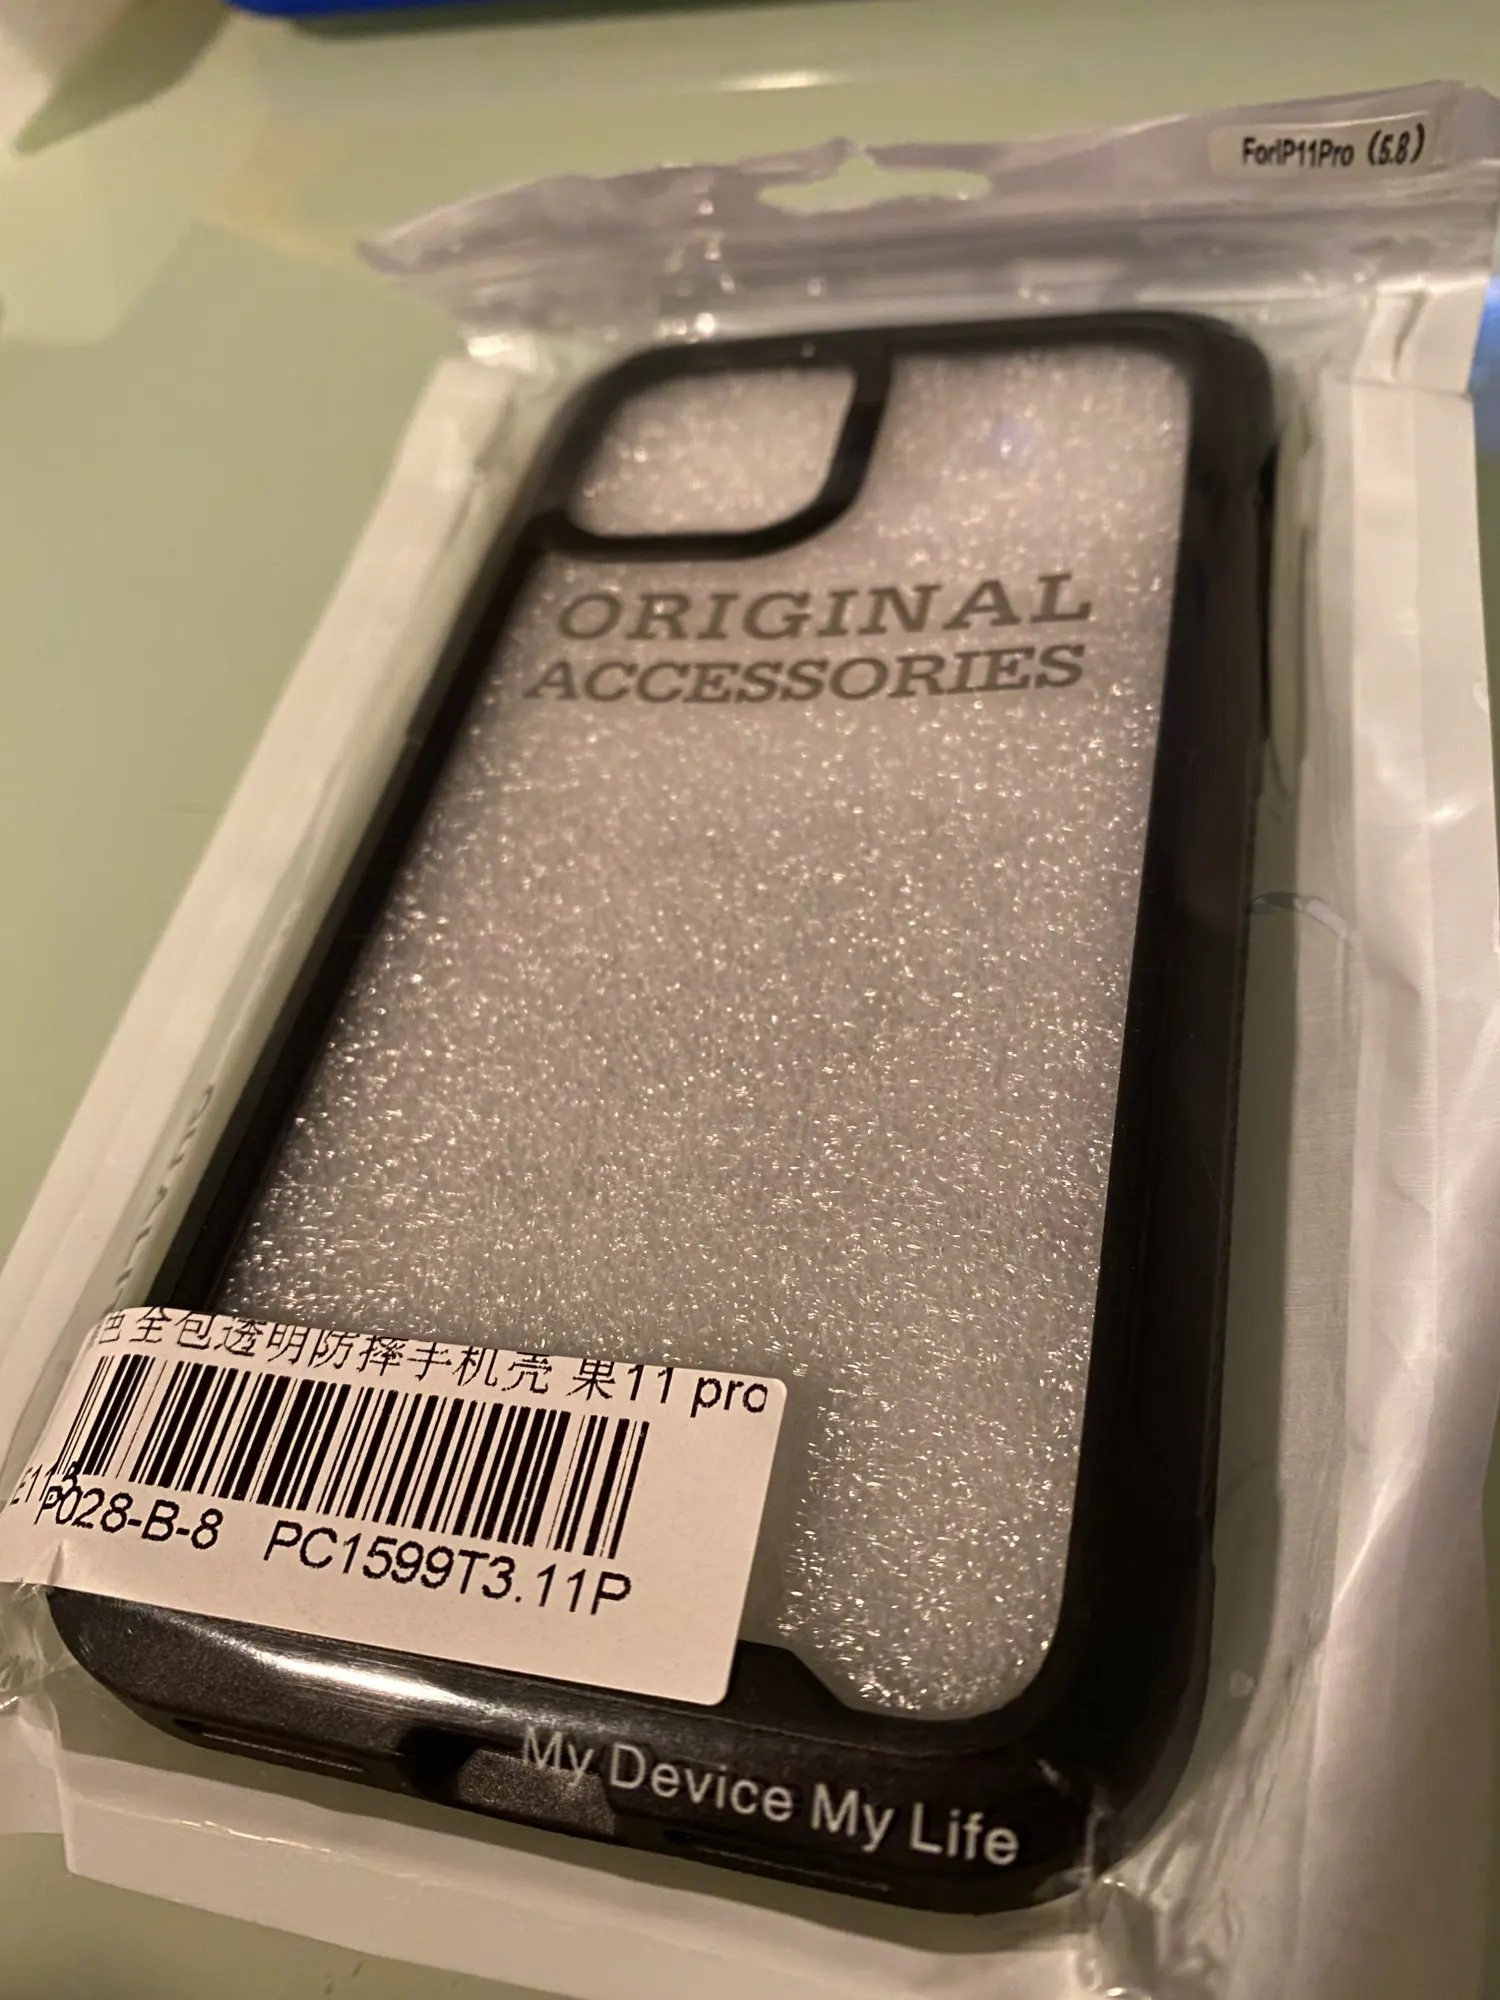 ForIP11Pro (5.8)
ORIGINAL
ACCESSORIES
色 全包透明防摔手机壳 果11 pro
P028-B-8 PC1599T3.11P
My Device My Life